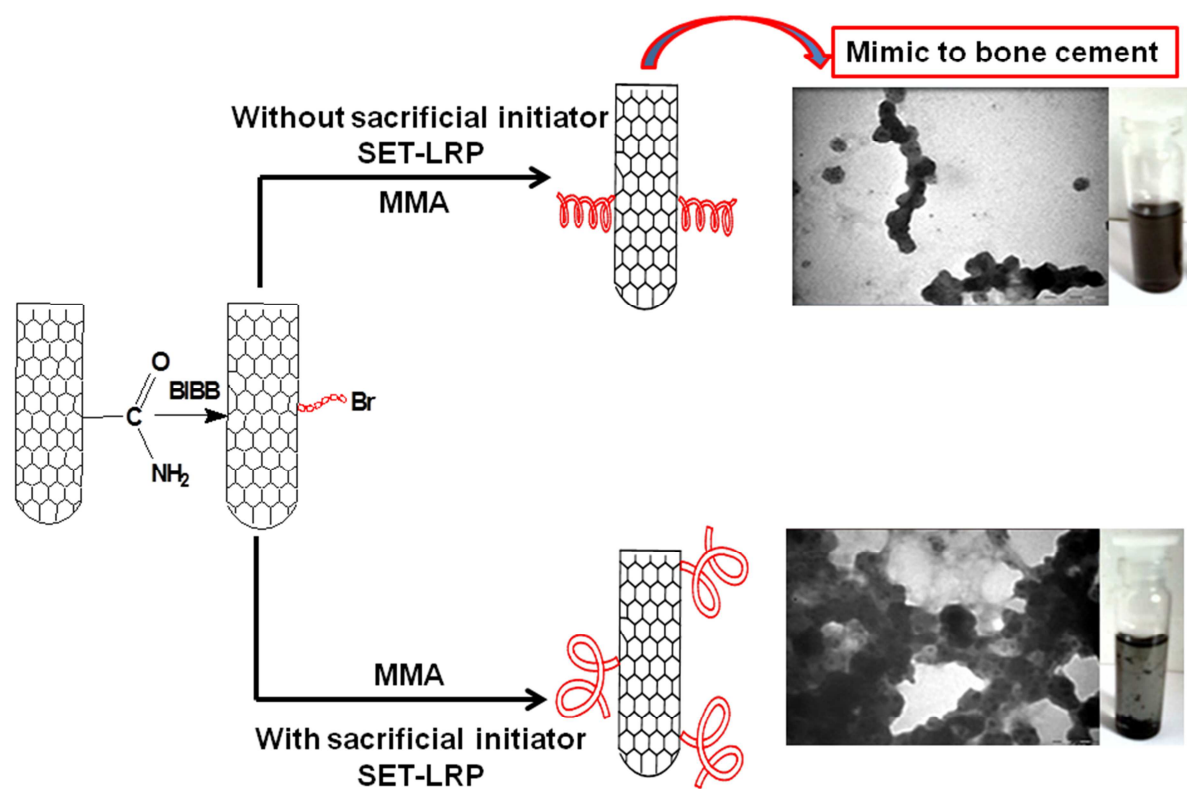 Mimic to bone cement
Without sacrificial initiator
SET-LRP
MMA
O
BIBB
C
Br
NH2
MMA
With sacrificial initiator
SET-LRP